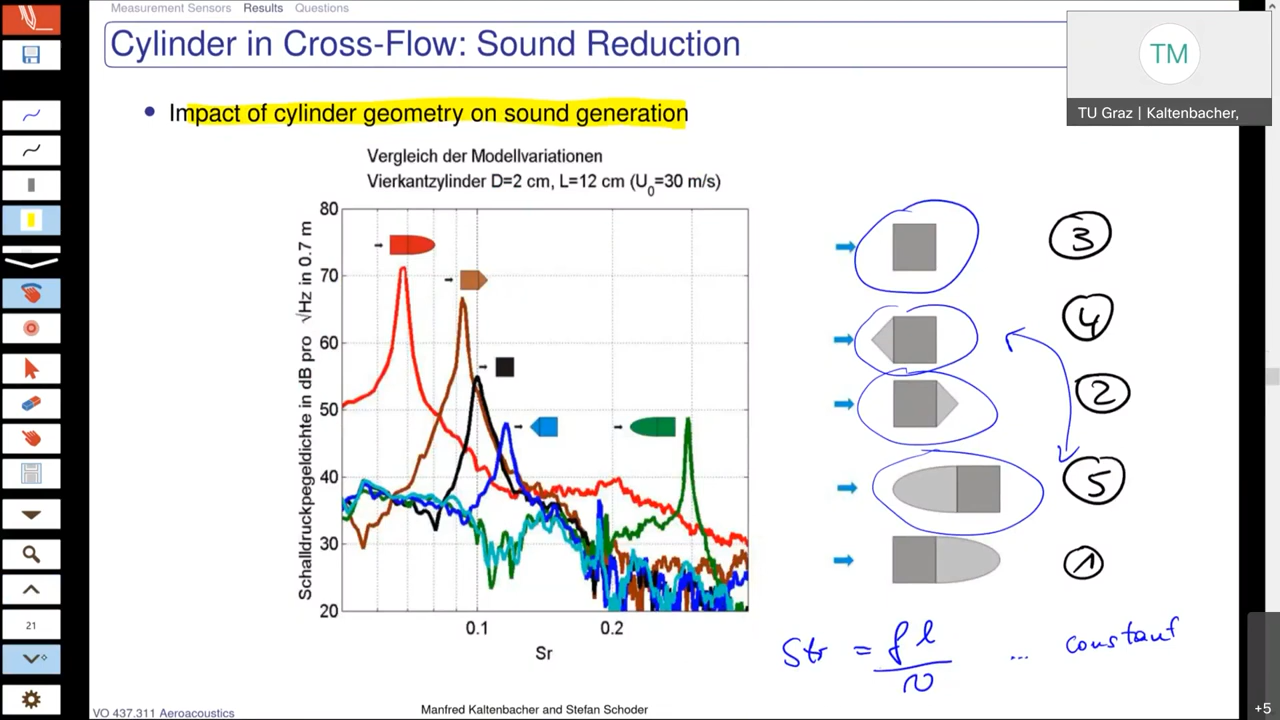 Measurement Sensors Results Questions
Cylinder in Cross-Flow: Sound Reduction
TM
TU Graz | Kaltenbacher,
Impact of cylinder geometry on sound generation
Vergleich der Modellvariationen
Vierkantzylinder D=2 cm, L=12 cm (U0=30 m/s)
Schalldruckpegeldichte in dB pro √Hz in 0.7 m
80
70
60
50
40
30
20
0.1 0.2
Sr
3
4
2
5
1
Str = f l / v ... constant
21
VO 437.311 Aeroacoustics
Manfred Kaltenbacher and Stefan Schoder
+5